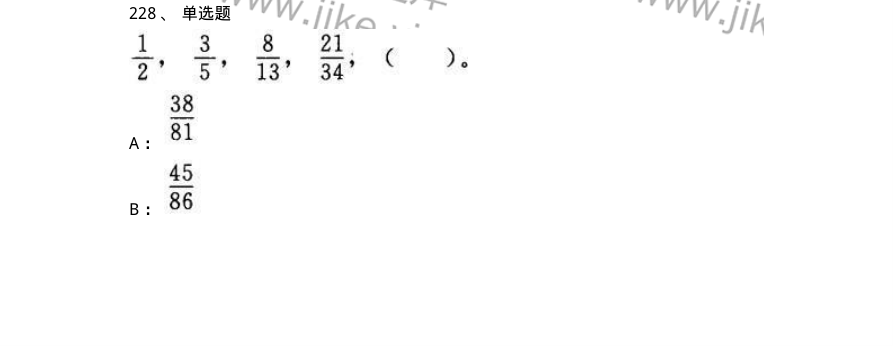 228 、 单选题
1/2, 3/5, 8/13, 21/34, ( )。
A : 38/81
B : 45/86